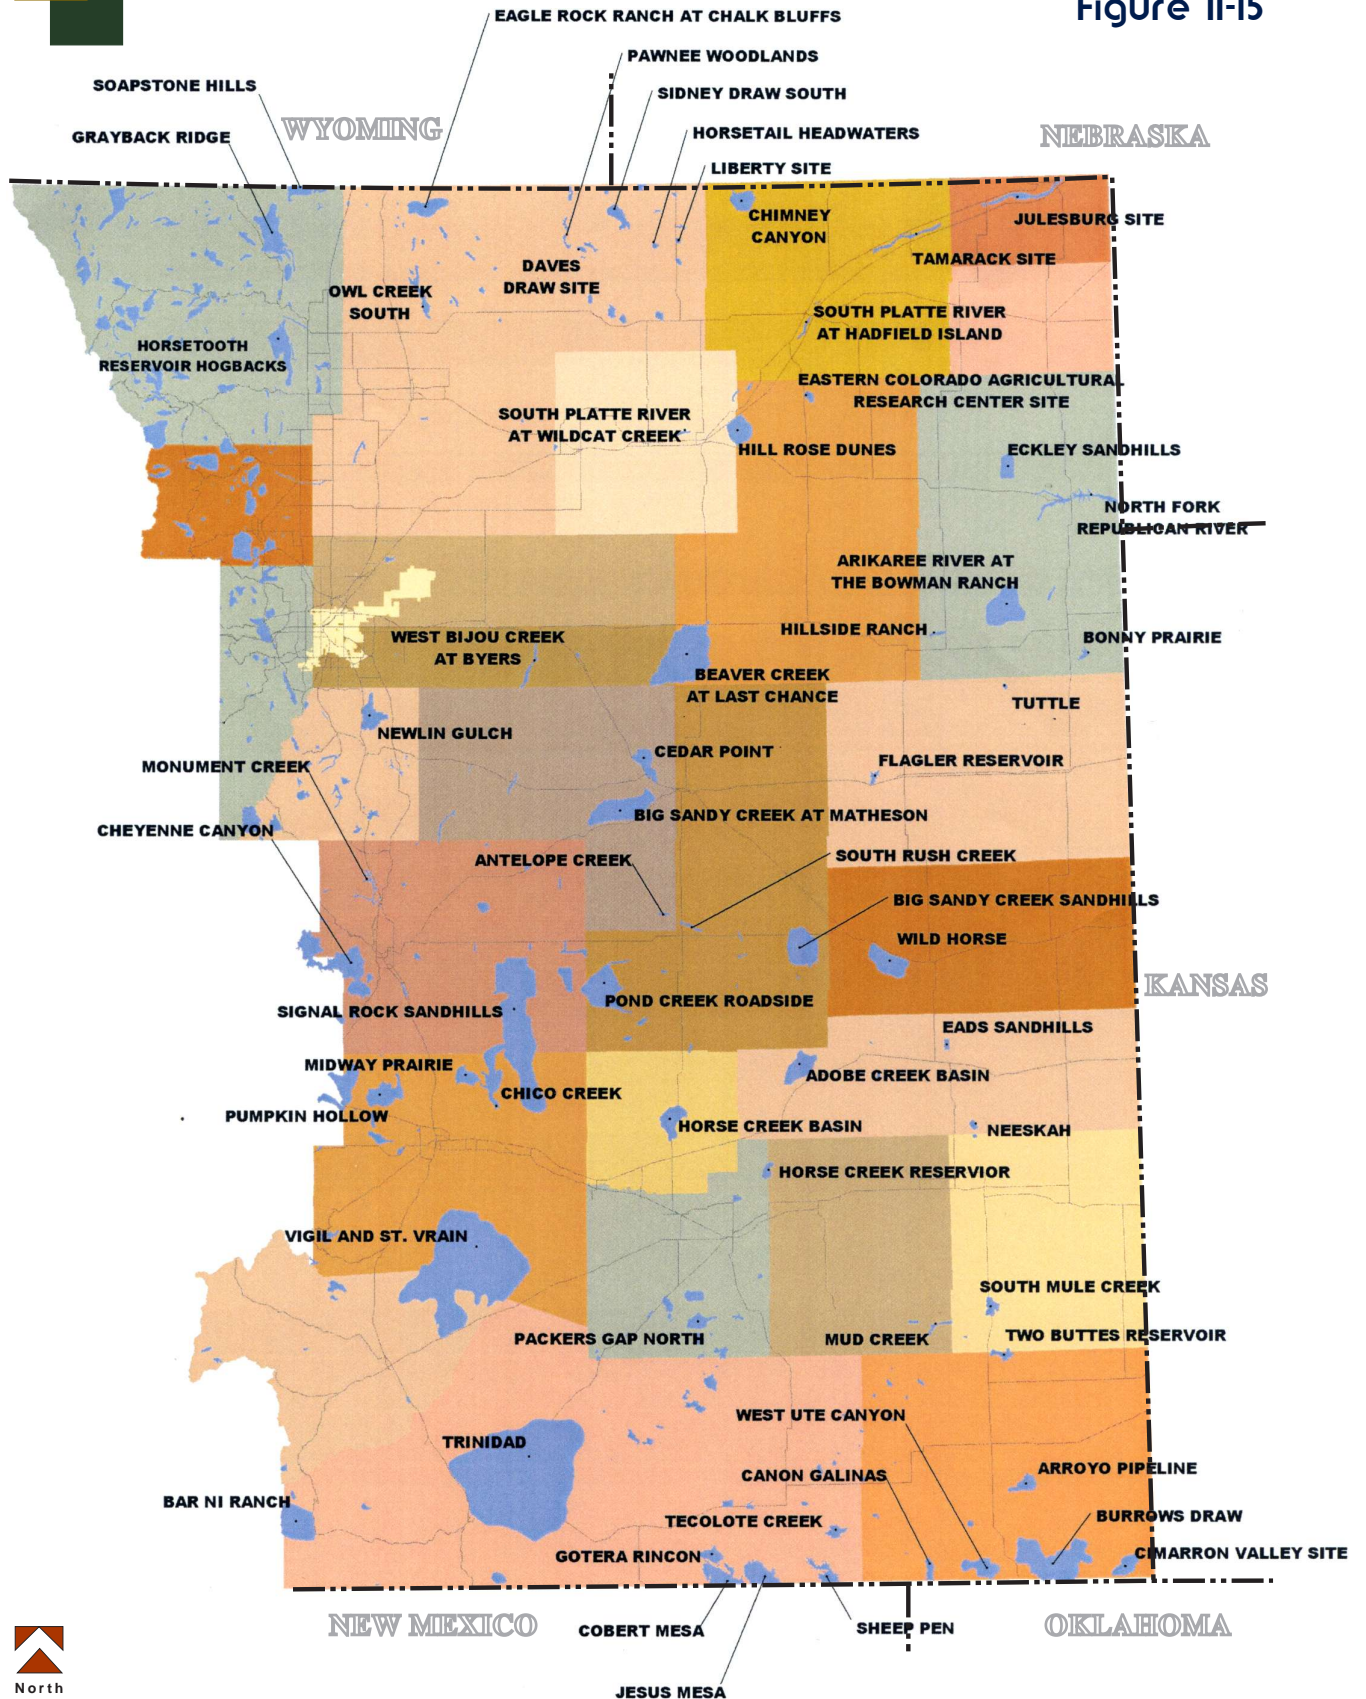 Figure II-15
EAGLE ROCK RANCH AT CHALK BLUFFS
PAWNEE WOODLANDS
SOAPSTONE HILLS
SIDNEY DRAW SOUTH
WYOMING
NEBRASKA
GRAYBACK RIDGE
HORSETAIL HEADWATERS
LIBERTY SITE
CHIMNEY
CANYON
JULESBURG SITE
TAMARACK SITE
DAVES
DRAW SITE
OWL CREEK
SOUTH
SOUTH PLATTE RIVER
AT HADFIELD ISLAND
HORSETOOTH
RESERVOIR HOGBACKS
EASTERN COLORADO AGRICULTURAL
RESEARCH CENTER SITE
SOUTH PLATTE RIVER
AT WILDCAT CREEK
HILL ROSE DUNES
ECKLEY SANDHILLS
NORTH FORK
REPUBLICAN RIVER
ARIKAREE RIVER AT
THE BOWMAN RANCH
HILLSIDE RANCH
WEST BIJOU CREEK
AT BYERS
BONNY PRAIRIE
BEAVER CREEK
AT LAST CHANCE
TUTTLE
NEWLIN GULCH
CEDAR POINT
FLAGLER RESERVOIR
MONUMENT CREEK
BIG SANDY CREEK AT MATHESON
CHEYENNE CANYON
ANTELOPE CREEK
SOUTH RUSH CREEK
BIG SANDY CREEK SANDHILLS
WILD HORSE
KANSAS
POND CREEK ROADSIDE
SIGNAL ROCK SANDHILLS
EADS SANDHILLS
MIDWAY PRAIRIE
ADOBE CREEK BASIN
CHICO CREEK
PUMPKIN HOLLOW
HORSE CREEK BASIN
NEESKAH
HORSE CREEK RESERVIOR
VIGIL AND ST. VRAIN
SOUTH MULE CREEK
PACKERS GAP NORTH
MUD CREEK
TWO BUTTES RESERVOIR
WEST UTE CANYON
TRINIDAD
CANON GALINAS
ARROYO PIPELINE
BAR NI RANCH
TECOLOTE CREEK
BURROWS DRAW
GOTERA RINCON
CIMARRON VALLEY SITE
NEW MEXICO
COBERT MESA
SHEEP PEN
OKLAHOMA
North
JESUS MESA